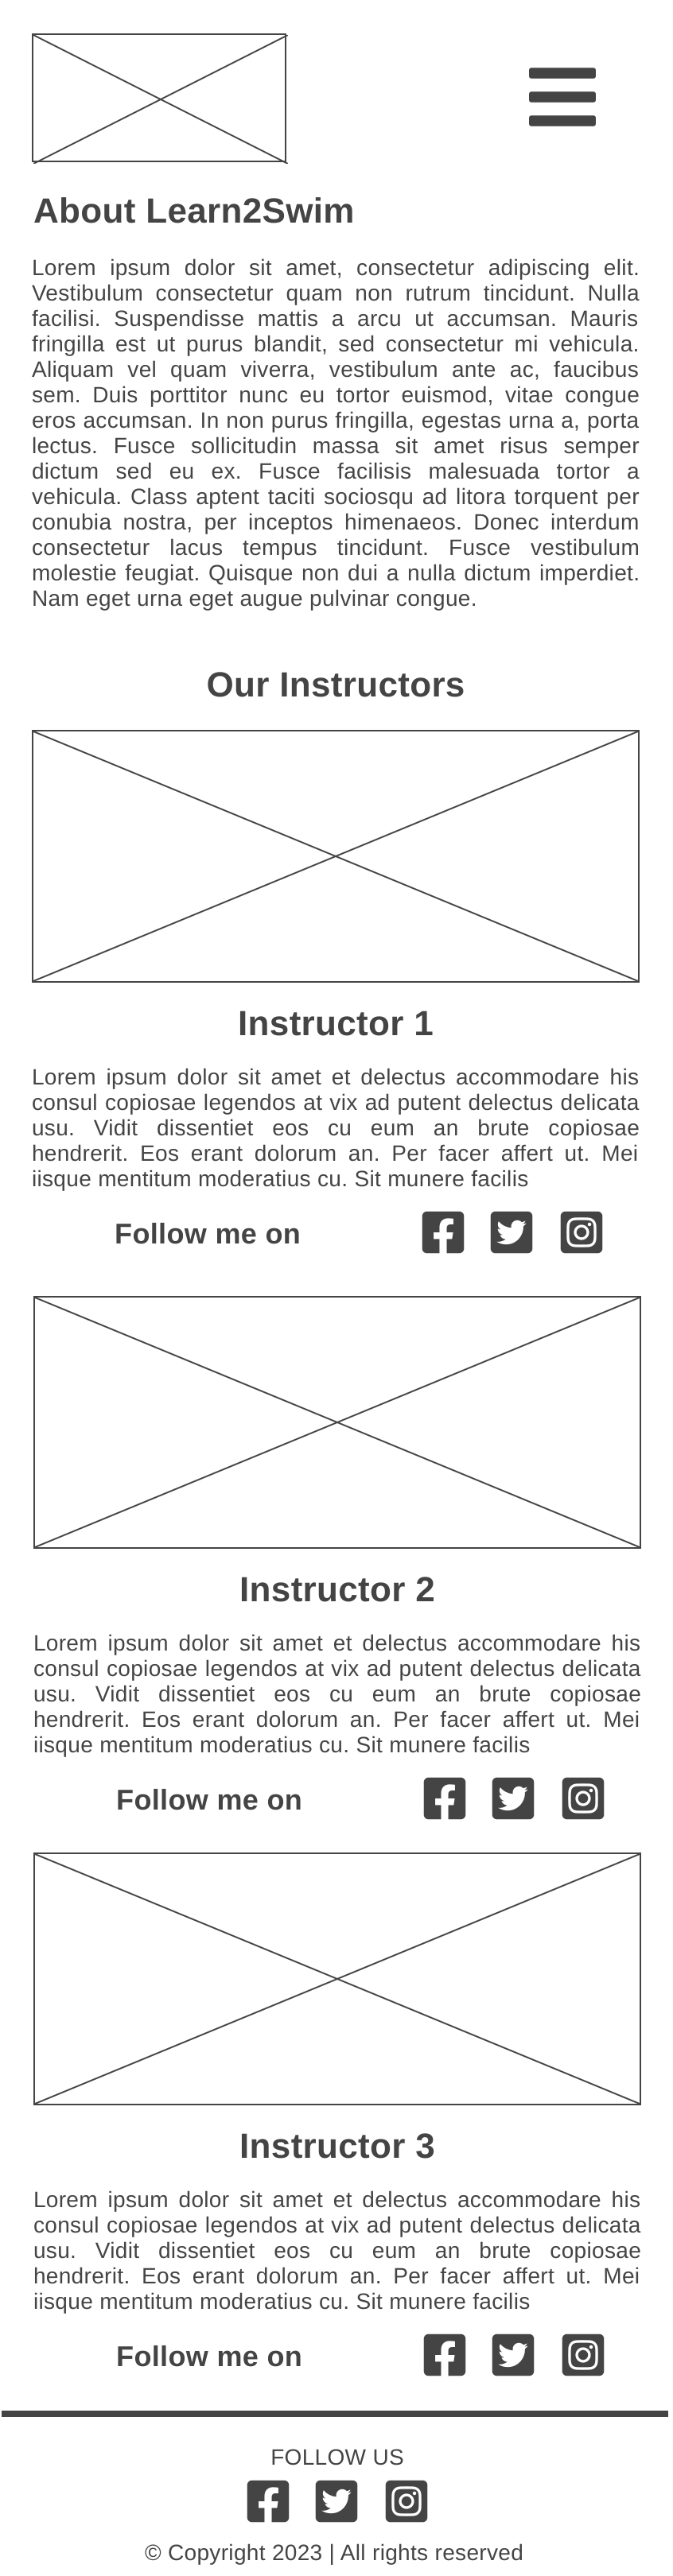 About Learn2Swim
Lorem ipsum dolor sit amet, consectetur adipiscing elit.
Vestibulum consectetur quam non rutrum tincidunt. Nulla
facilisi. Suspendisse mattis a arcu ut accumsan. Mauris
fringilla est ut purus blandit, sed consectetur mi vehicula.
Aliquam vel quam viverra, vestibulum ante ac, faucibus
sem. Duis porttitor nunc eu tortor euismod, vitae congue
eros accumsan. In non purus fringilla, egestas urna a, porta
lectus. Fusce sollicitudin massa sit amet risus semper
dictum sed eu ex. Fusce facilisis malesuada tortor a
vehicula. Class aptent taciti sociosqu ad litora torquent per
conubia nostra, per inceptos himenaeos. Donec interdum
consectetur lacus tempus tincidunt. Fusce vestibulum
molestie feugiat. Quisque non dui a nulla dictum imperdiet.
Nam eget urna eget augue pulvinar congue.
Our Instructors
Instructor 1
Lorem ipsum dolor sit amet et delectus accommodare his
consul copiosae legendos at vix ad putent delectus delicata
usu. Vidit dissentiet eos cu eum an brute copiosae
hendrerit. Eos erant dolorum an. Per facer affert ut. Mei
iisque mentitum moderatius cu. Sit munere facilis
Follow me on
Instructor 2
Lorem ipsum dolor sit amet et delectus accommodare his
consul copiosae legendos at vix ad putent delectus delicata
usu. Vidit dissentiet eos cu eum an brute copiosae
hendrerit. Eos erant dolorum an. Per facer affert ut. Mei
iisque mentitum moderatius cu. Sit munere facilis
Follow me on
Instructor 3
Lorem ipsum dolor sit amet et delectus accommodare his
consul copiosae legendos at vix ad putent delectus delicata
usu. Vidit dissentiet eos cu eum an brute copiosae
hendrerit. Eos erant dolorum an. Per facer affert ut. Mei
iisque mentitum moderatius cu. Sit munere facilis
Follow me on
FOLLOW US
© Copyright 2023 | All rights reserved